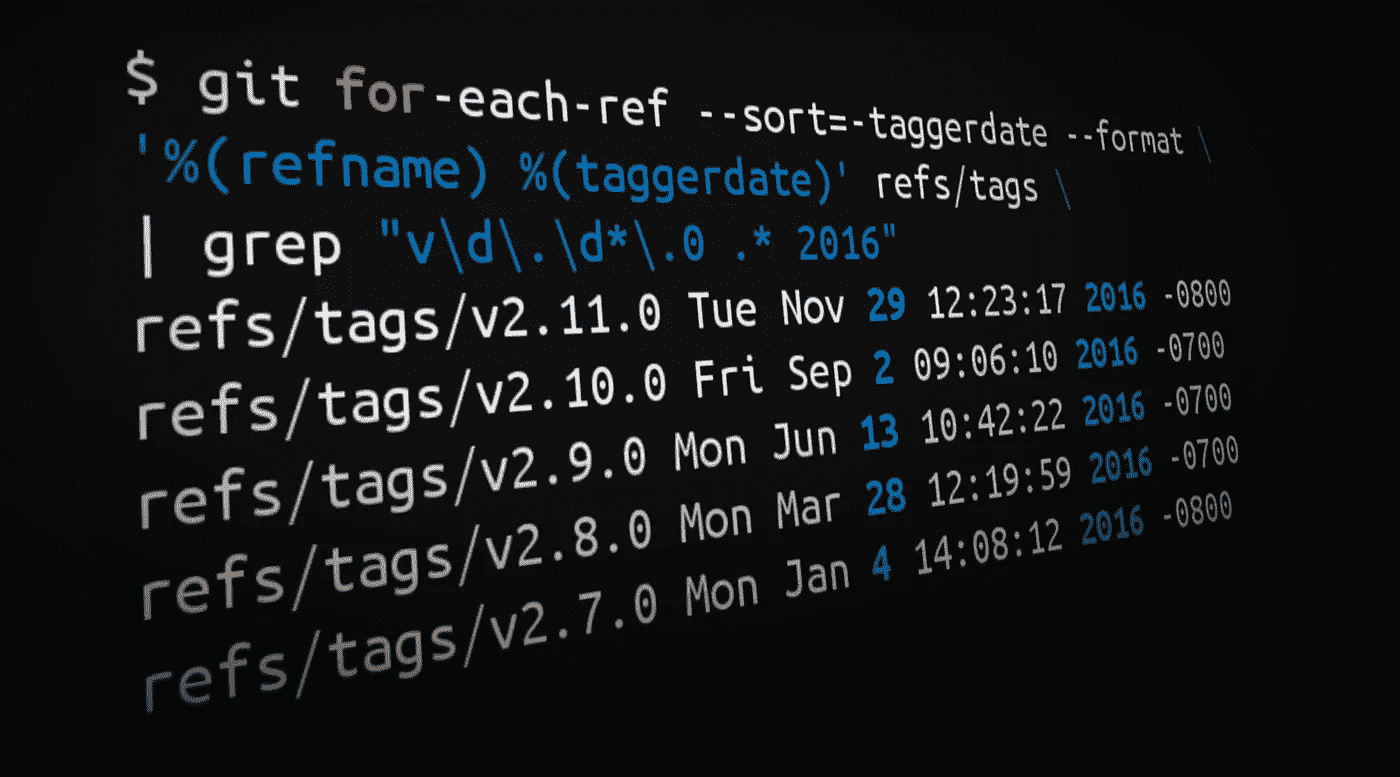 $ git for-each-ref --sort=-taggerdate --format \
'%(refname) %(taggerdate)' refs/tags \
| grep "v\d\.\d*\.0 .* 2016"
refs/tags/v2.11.0 Tue Nov 29 12:23:17 2016 -0800
refs/tags/v2.10.0 Fri Sep 2 09:06:10 2016 -0700
refs/tags/v2.9.0 Mon Jun 13 10:42:22 2016 -0700
refs/tags/v2.8.0 Mon Mar 28 12:19:59 2016 -0700
refs/tags/v2.7.0 Mon Jan 4 14:08:12 2016 -0800